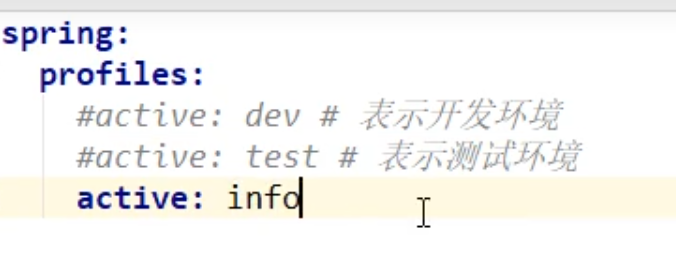 spring:
profiles:
#active: dev # 表示开发环境
#active: test # 表示测试环境
active: info